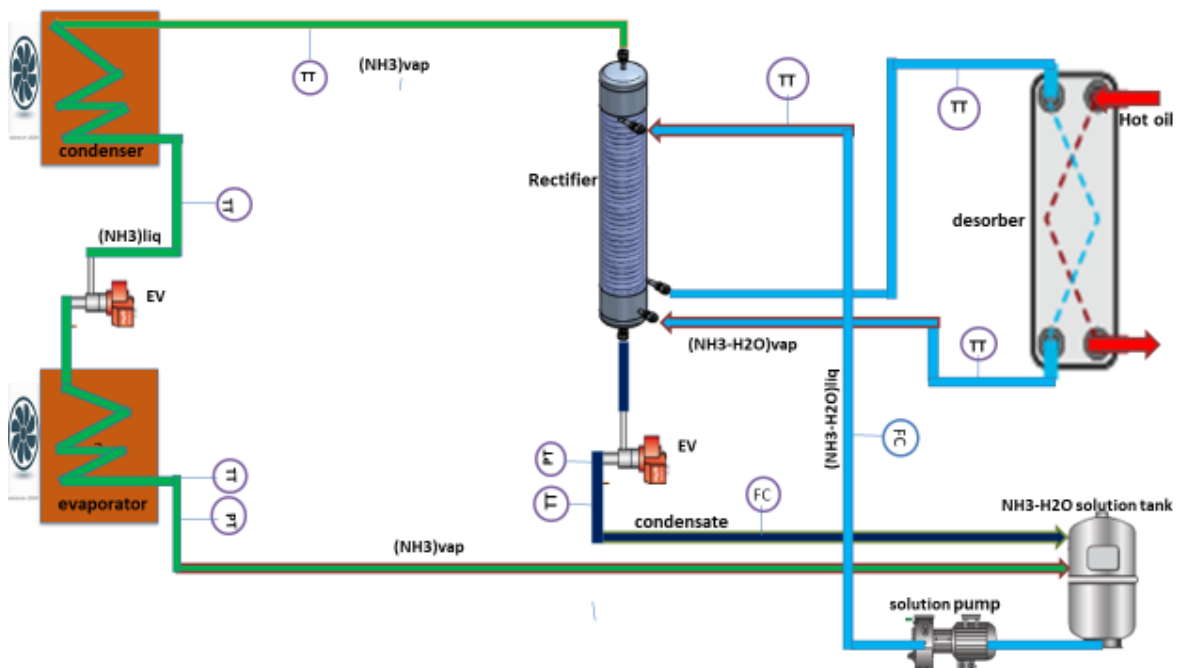 TT
(NH3)vap
TT
TT
Hot oil
condenser
Rectifier
TT
desorber
(NH3)liq
EV
(NH3-H2O)vap
TT
(NH3-H2O)liq
FC
EV
PT
TT
TT
PT
evaporator
FC
condensate
NH3-H2O solution tank
(NH3)vap
solution pump